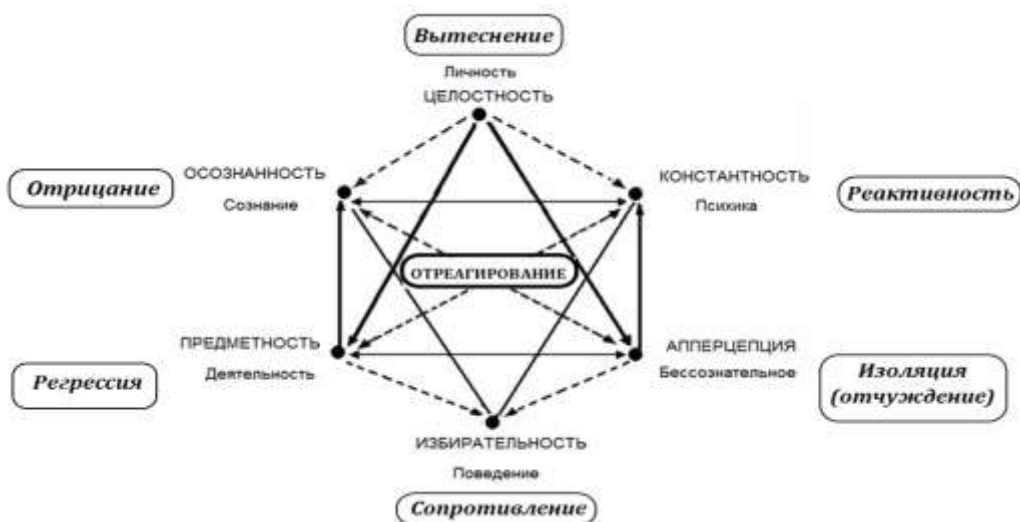 Вытеснение
Личность
ЦЕЛОСТНОСТЬ
Отрицание
ОСОЗНАННОСТЬ
Сознание
КОНСТАНТНОСТЬ
Психика
Реактивность
ОТРЕАГИРОВАНИЕ
Регрессия
ПРЕДМЕТНОСТЬ
Деятельность
АППЕРЦЕПЦИЯ
Бессознательное
Изоляция
(отчуждение)
ИЗБИРАТЕЛЬНОСТЬ
Поведение
Сопротивление